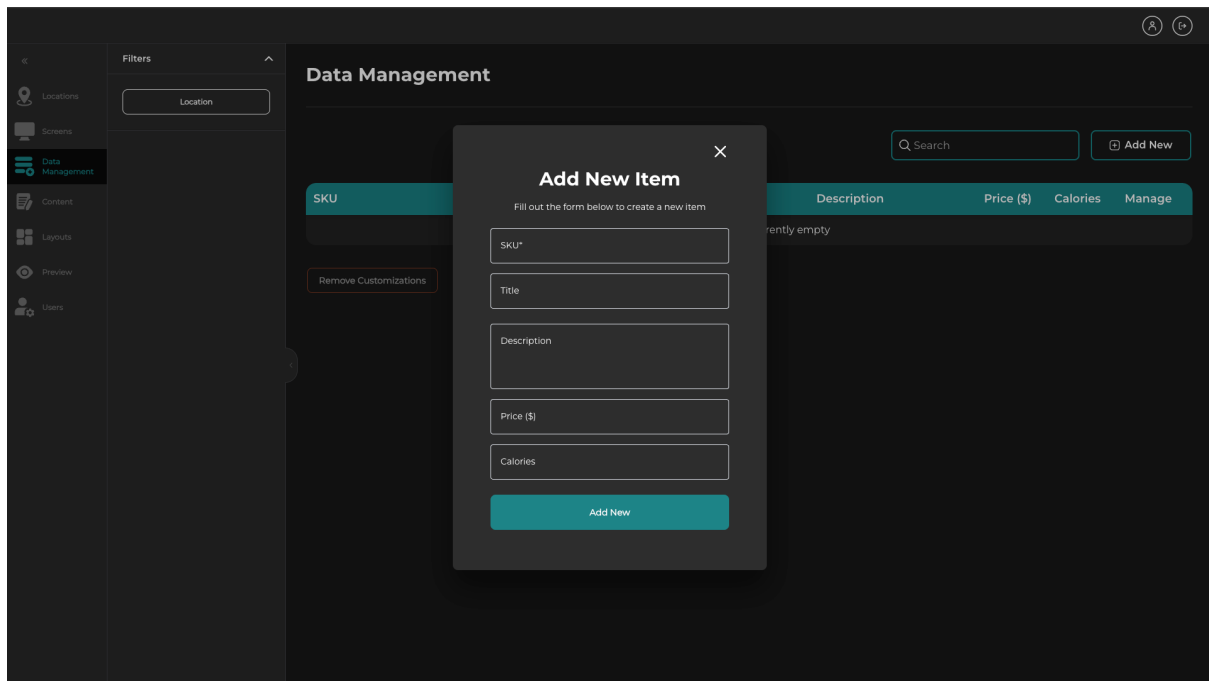 Filters
Location
Locations
Screens
Data
Management
Content
Layouts
Preview
Users
Data Management
Search
Add New
SKU
Description
Price ($)
Calories
Manage
empty
Remove Customizations
Add New Item
Fill out the form below to create a new item
SKU*
Title
Description
Price ($)
Calories
Add New